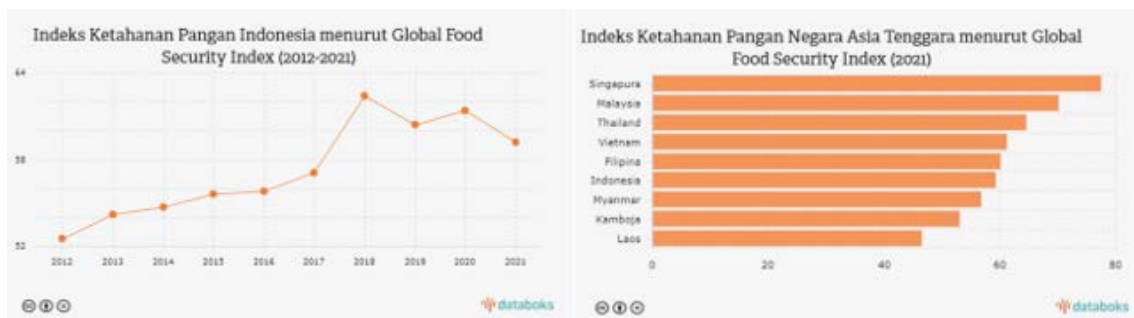 Indeks Ketahanan Pangan Indonesia menurut Global Food
Security Index (2012-2021)
64
58
52
2012 2013 2014 2015 2016 2017 2018 2019 2020 2021
databoks
Indeks Ketahanan Pangan Negara Asia Tenggara menurut Global
Food Security Index (2021)
Singapura
Malaysia
Thailand
Vietnam
Filipina
Indonesia
Myanmar
Kamboja
Laos
0 20 40 60 80
databoks